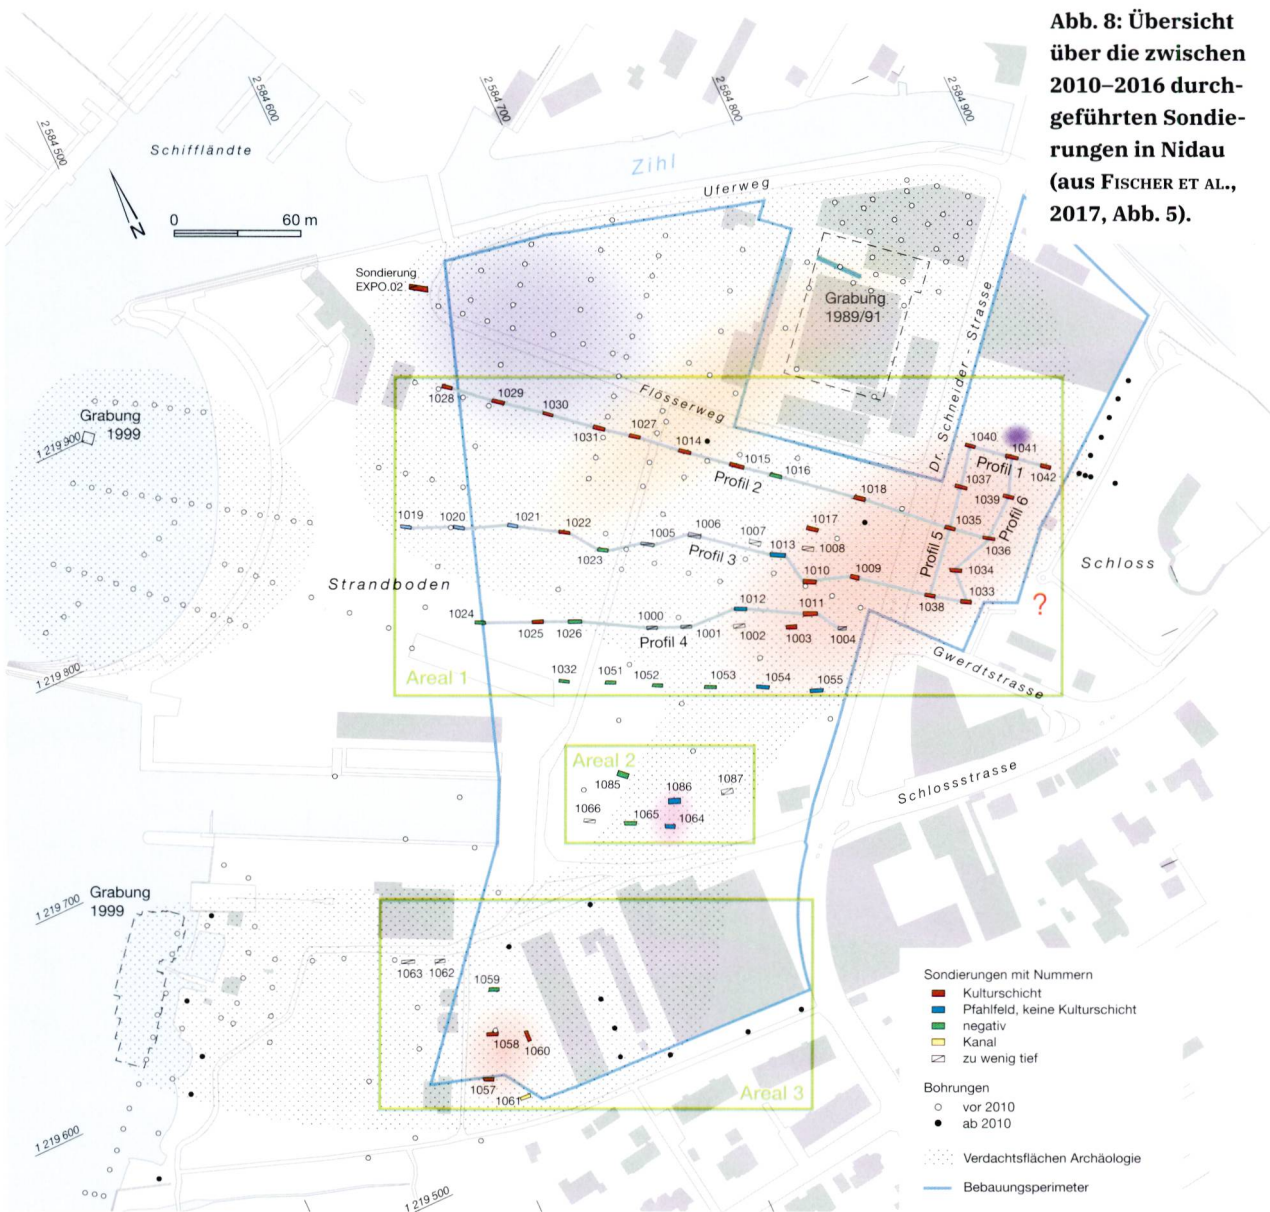 Abb. 8: Übersicht
über die zwischen
2010–2016 durch-
geführten Sondie-
rungen in Nidau
(aus FISCHER ET AL.,
2017, Abb. 5).
2 584 500
2 584 600
2 584 700
2 584 800
2 584 900
Schifflände
Zihl
Uferweg
N
0 60 m
Sondierung
EXPO.02
Grabung
1989/91
Dr. Schneider - Strasse
Flösserweg
Grabung
1999
1 219 900
1028
1029
1030
1031
1027
1014
1015
1016
Profil 2
1018
1040
1041
1042
Profil 1
1037
1039
Profil 6
1035
1036
Profil 5
1034
1033
1038
?
Schloss
1019
1020
1021
1022
1023
1005
1006
Profil 3
1007
1013
1017
1008
1010
1009
Strandboden
1024
1025
1026
1000
Profil 4
1001
1012
1002
1011
1003
1004
1032
1051
1052
1053
1054
1055
Areal 1
Gwerdtstrasse
1 219 800
Areal 2
1085
1086
1087
1066
1065
1064
Schlossstrasse
Grabung
1999
1 219 700
1063
1062
1059
1058
1060
1057
1061
Areal 3
1 219 600
1 219 500
Sondierungen mit Nummern
Kulturschicht
Pfahlfeld, keine Kulturschicht
negativ
Kanal
zu wenig tief
Bohrungen
vor 2010
ab 2010
Verdachtsflächen Archäologie
Bebauungsperimeter